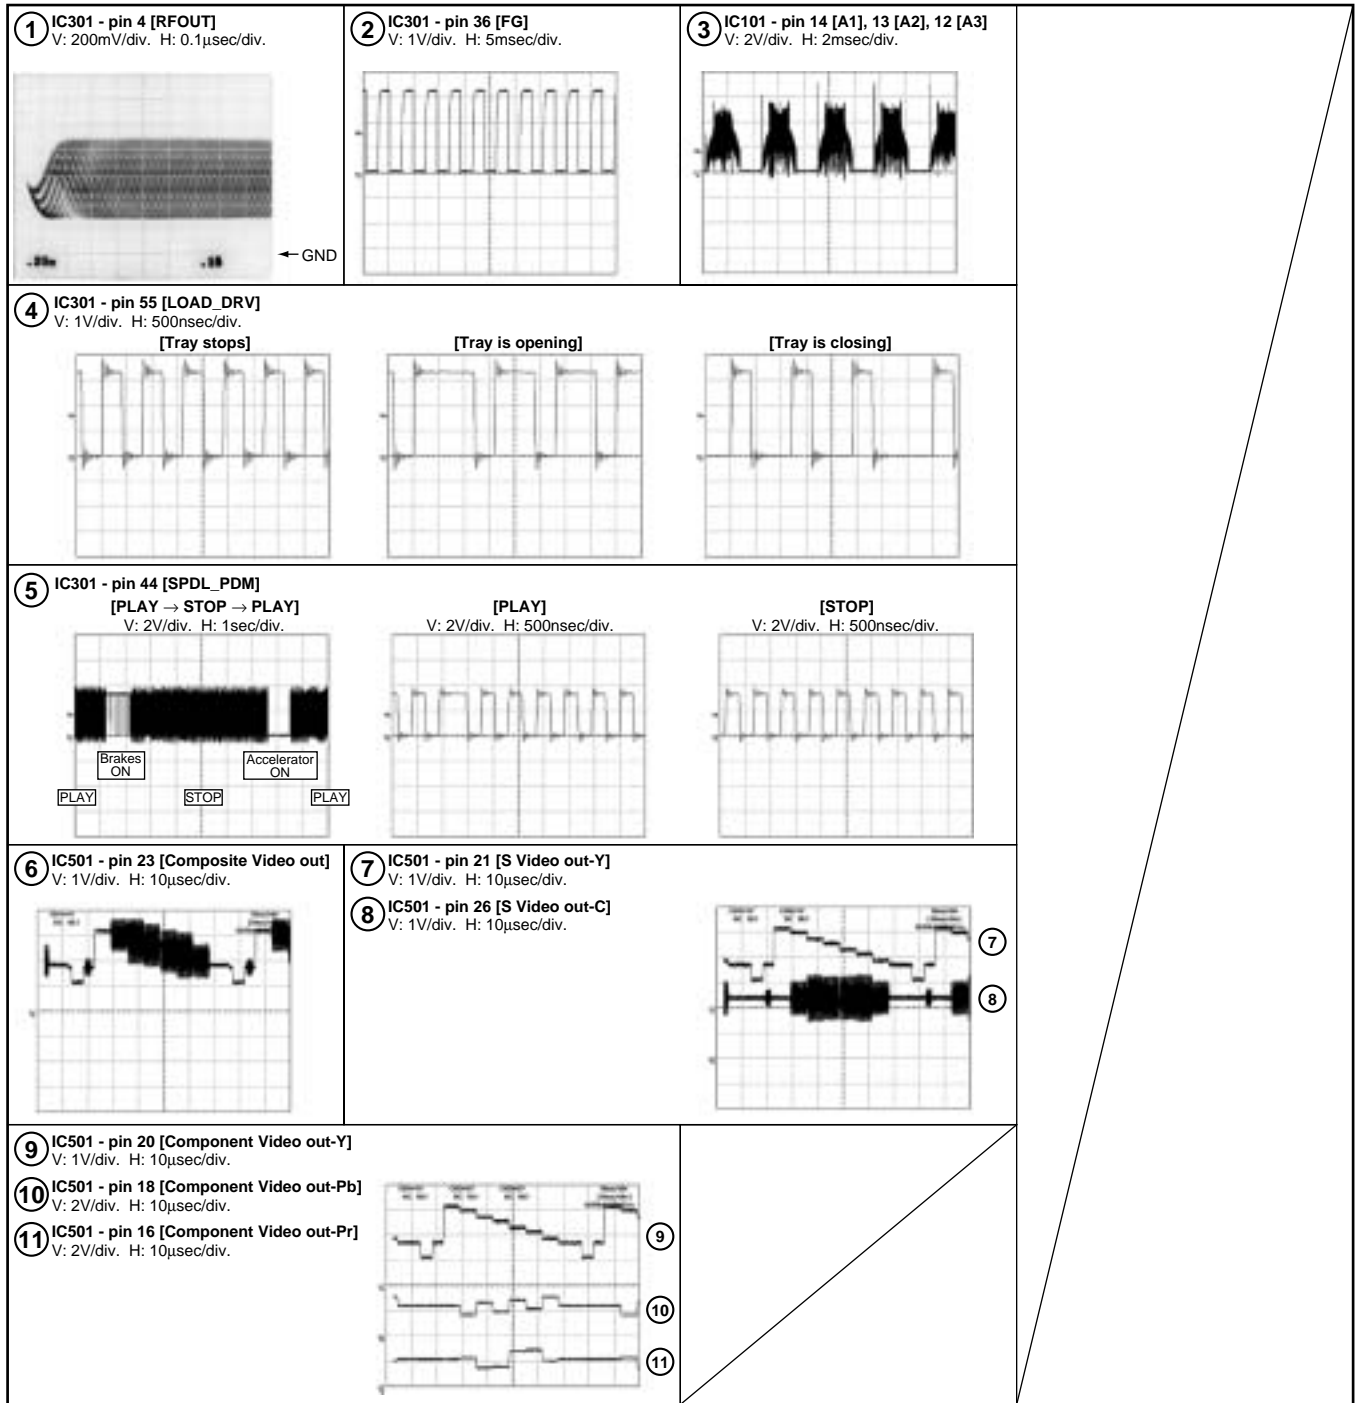 1 IC301 - pin 4 [RFOUT]
V: 200mV/div. H: 0.1µsec/div.
← GND
2 IC301 - pin 36 [FG]
V: 1V/div. H: 5msec/div.
3 IC101 - pin 14 [A1], 13 [A2], 12 [A3]
V: 2V/div. H: 2msec/div.
4 IC301 - pin 55 [LOAD_DRV]
V: 1V/div. H: 500nsec/div.
[Tray stops]
[Tray is opening]
[Tray is closing]
5 IC301 - pin 44 [SPDL_PDM]
[PLAY → STOP → PLAY]
V: 2V/div. H: 1sec/div.
Brakes
ON
Accelerator
ON
PLAY
STOP
PLAY
[PLAY]
V: 2V/div. H: 500nsec/div.
[STOP]
V: 2V/div. H: 500nsec/div.
6 IC501 - pin 23 [Composite Video out]
V: 1V/div. H: 10µsec/div.
7 IC501 - pin 21 [S Video out-Y]
V: 1V/div. H: 10µsec/div.
8 IC501 - pin 26 [S Video out-C]
V: 1V/div. H: 10µsec/div.
7
8
9 IC501 - pin 20 [Component Video out-Y]
V: 1V/div. H: 10µsec/div.
10 IC501 - pin 18 [Component Video out-Pb]
V: 2V/div. H: 10µsec/div.
11 IC501 - pin 16 [Component Video out-Pr]
V: 2V/div. H: 10µsec/div.
9
10
11